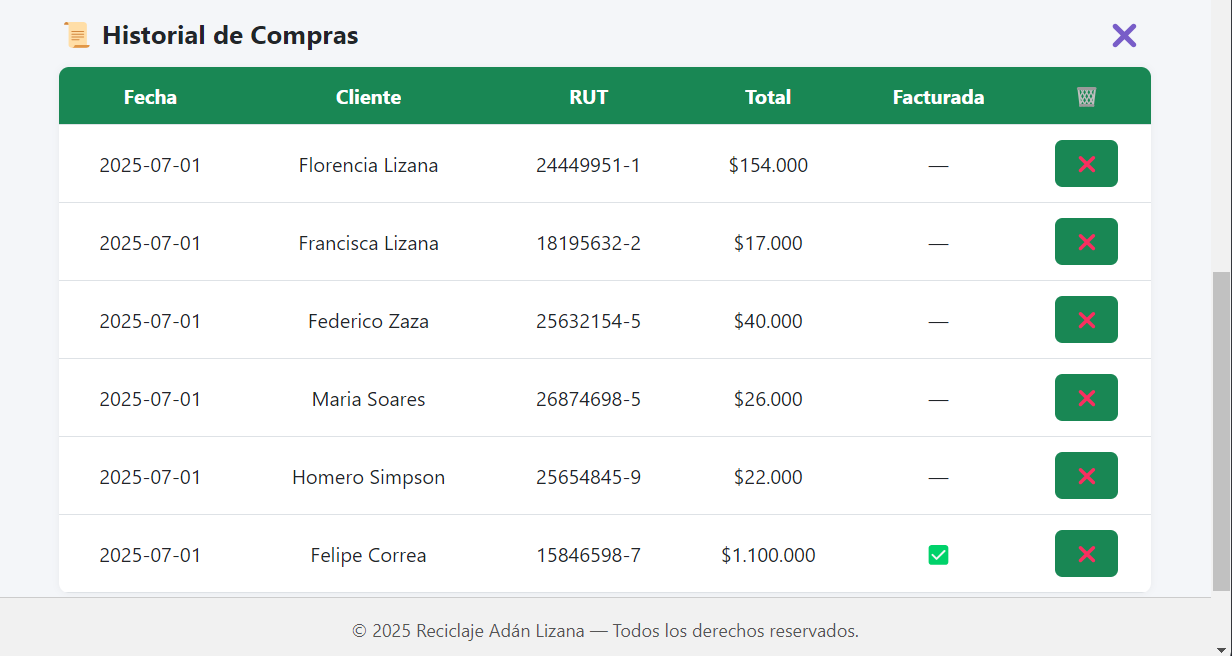 Historial de Compras
Fecha Cliente RUT Total Facturada
2025-07-01 Florencia Lizana 24449951-1 $154.000 —
2025-07-01 Francisca Lizana 18195632-2 $17.000 —
2025-07-01 Federico Zaza 25632154-5 $40.000 —
2025-07-01 Maria Soares 26874698-5 $26.000 —
2025-07-01 Homero Simpson 25654845-9 $22.000 —
2025-07-01 Felipe Correa 15846598-7 $1.100.000 ✅
© 2025 Reciclaje Adán Lizana — Todos los derechos reservados.